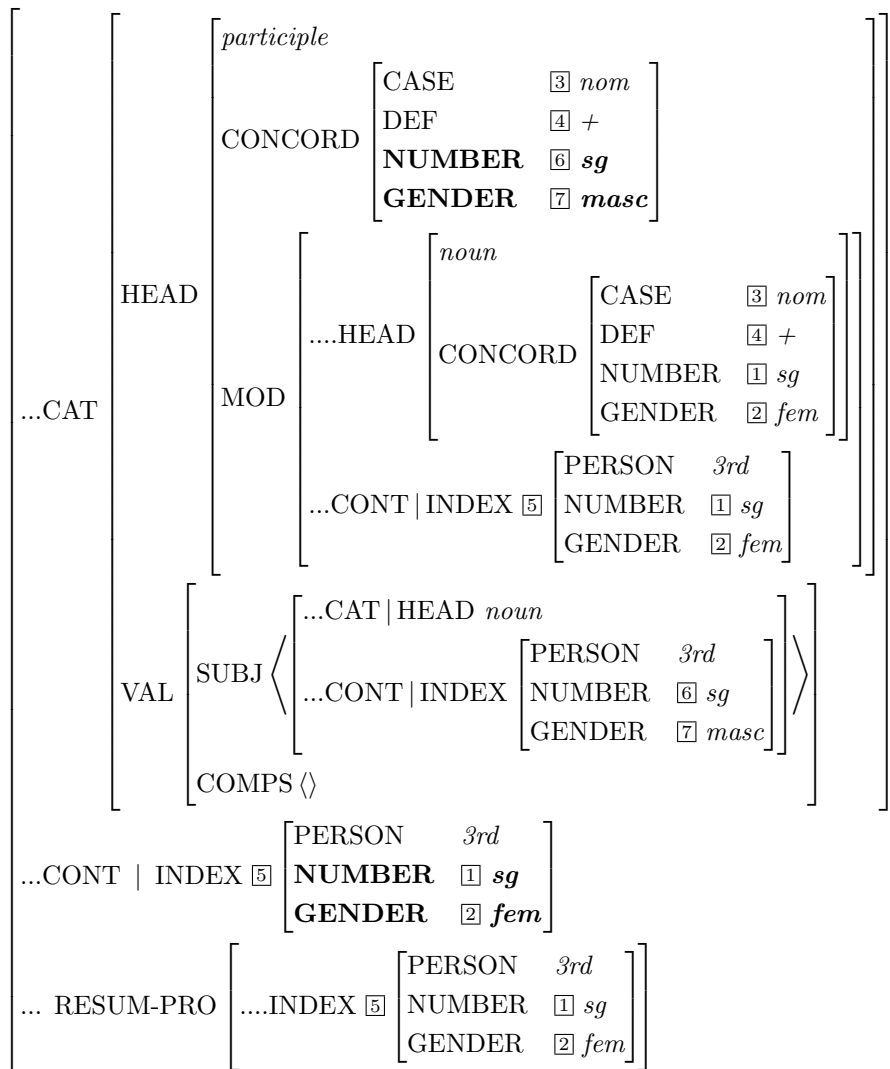 participle
CASE 3 nom
DEF 4 +
CONCORD
NUMBER 6 sg
GENDER 7 masc
noun
HEAD
CASE 3 nom
....HEAD
DEF 4 +
CONCORD
NUMBER 1 sg
MOD
GENDER 2 fem
...CAT
PERSON 3rd
...CONT | INDEX 5 NUMBER 1 sg
GENDER 2 fem
...CAT | HEAD noun
PERSON 3rd
SUBJ
VAL
...CONT | INDEX NUMBER 6 sg
GENDER 7 masc
COMPS ⟨⟩
PERSON 3rd
...CONT | INDEX 5 NUMBER 1 sg
GENDER 2 fem
PERSON 3rd
... RESUM-PRO ....INDEX 5 NUMBER 1 sg
GENDER 2 fem